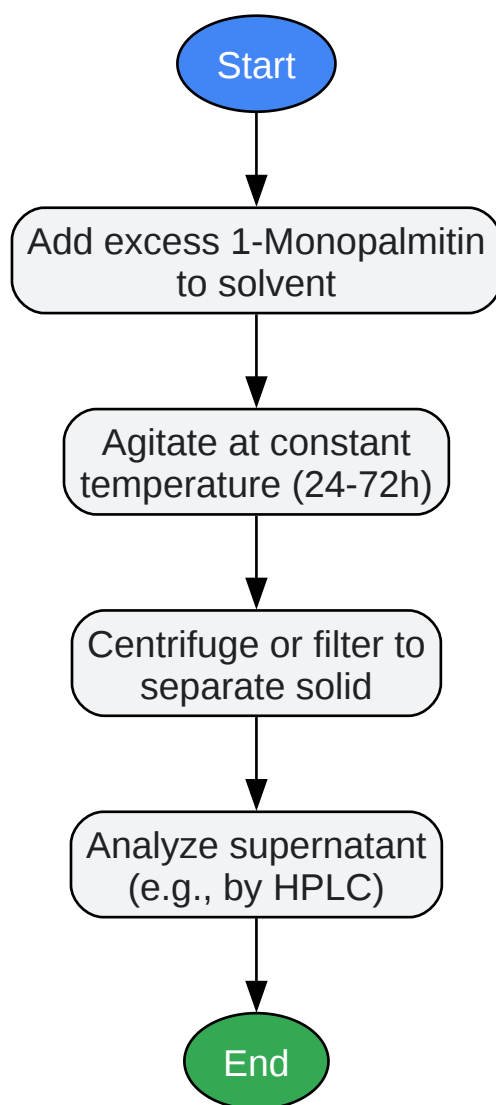 Start
Add excess 1-Monopalmitin
to solvent
Agitate at constant
temperature (24-72h)
Centrifuge or filter to
separate solid
Analyze supernatant
(e.g., by HPLC)
End